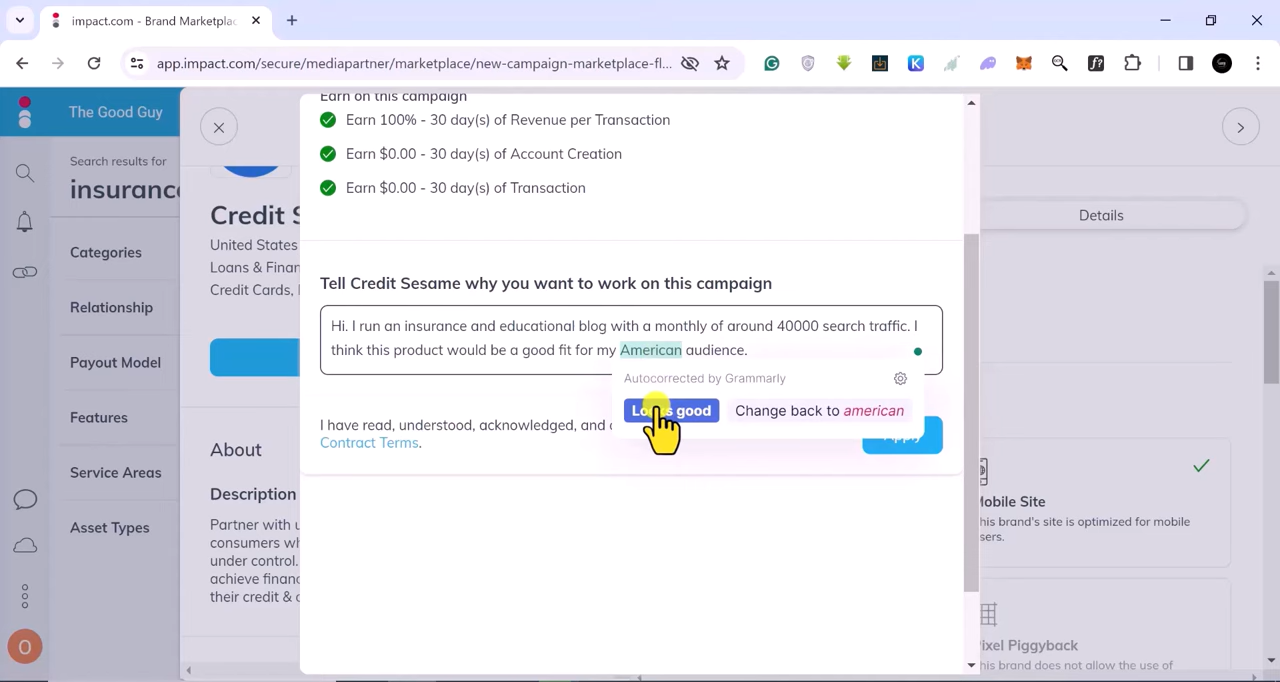 impact.com - Brand Marketplac
app.impact.com/secure/mediapartner/marketplace/new-campaign-marketplace-fl...
The Good Guy
Search results for
insurance
Categories
Relationship
Payout Model
Features
Service Areas
Asset Types
O
Credit S
United States
Loans & Finan
Credit Cards,
About
Description
Partner with u
consumers wh
under control.
achieve financ
their credit &
Earn on this campaign
Earn 100% - 30 day(s) of Revenue per Transaction
Earn $0.00 - 30 day(s) of Account Creation
Earn $0.00 - 30 day(s) of Transaction
Tell Credit Sesame why you want to work on this campaign
Hi. I run an insurance and educational blog with a monthly of around 40000 search traffic. I
think this product would be a good fit for my American audience.
Autocorrected by Grammarly
Looks good
Change back to american
I have read, understood, acknowledged, and
Contract Terms.
Apply
Details
Mobile Site
his brand's site is optimized for mobile
sers.
Pixel Piggyback
his brand does not allow the use of